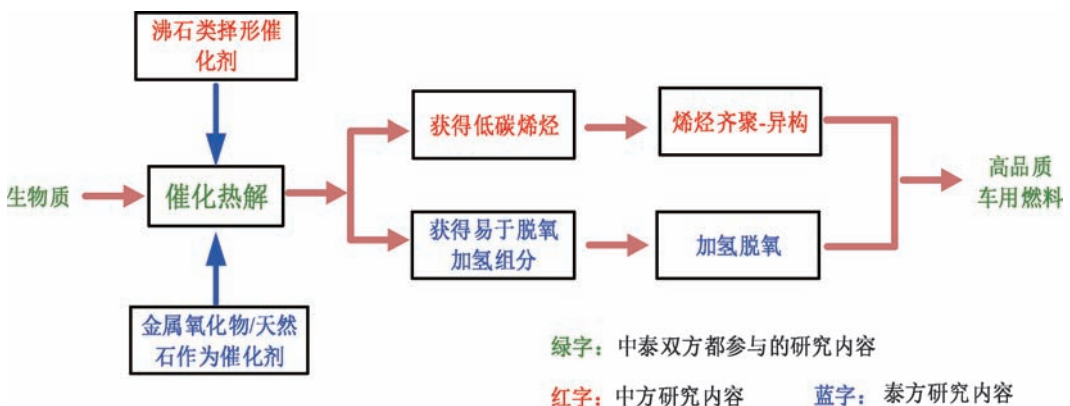 沸石类择形催
化剂
获得低碳烯烃
烯烃齐聚-异构
生物质
催化热解
高品质
车用燃料
获得易于脱氧
加氢组分
加氢脱氧
金属氧化物/天然
石作为催化剂
绿字：中泰双方都参与的研究内容
红字：中方研究内容
蓝字：泰方研究内容